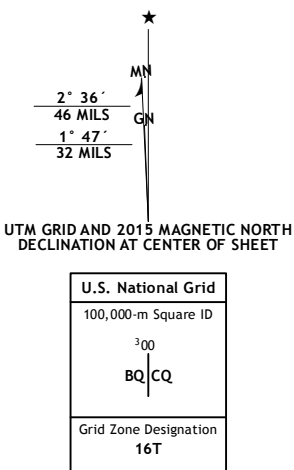 ★
MN
2° 36´
46 MILS
GN
1° 47´
32 MILS
UTM GRID AND 2015 MAGNETIC NORTH
DECLINATION AT CENTER OF SHEET
U.S. National Grid
100,000-m Square ID
³00
BQ CQ
Grid Zone Designation
16T